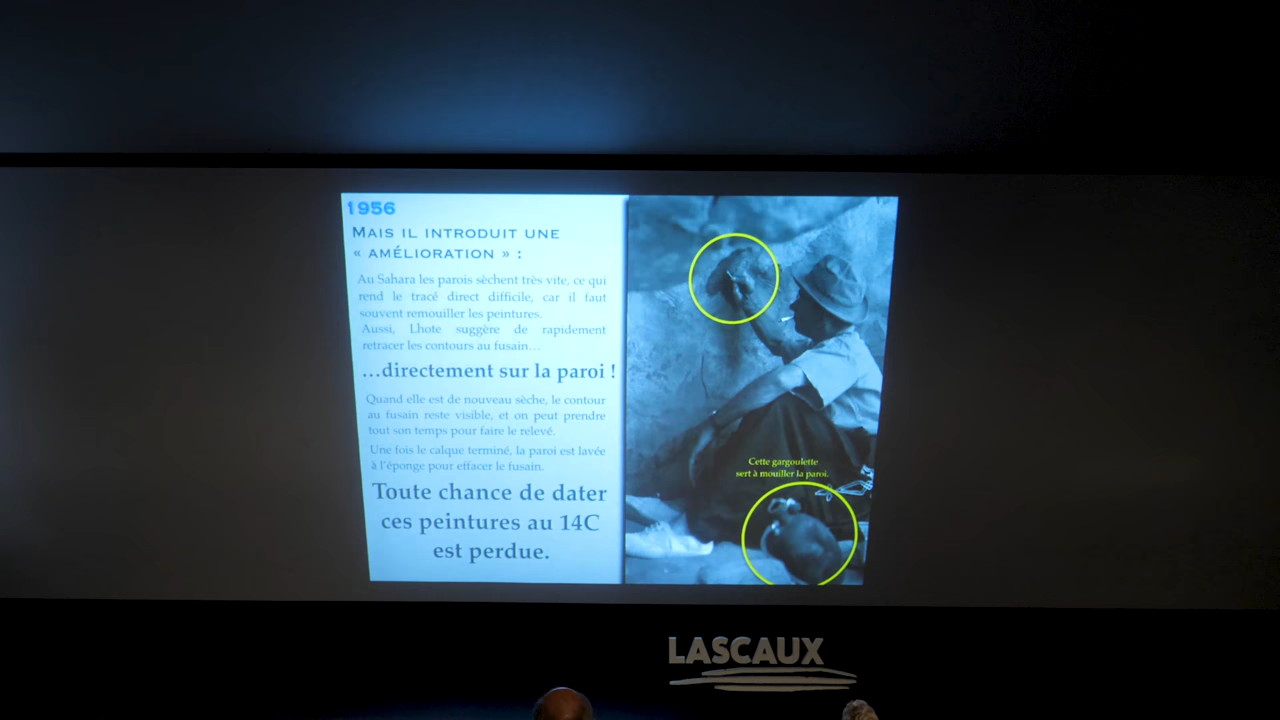 1956
MAIS IL INTRODUIT UNE
« AMÉLIORATION » :
Au Sahara les parois sèchent très vite, ce qui
rend le tracé direct difficile, car il faut
souvent remouiller les peintures.
Aussi, Lhote suggère de rapidement
retracer les contours au fusain…
…directement sur la paroi !
Quand elle est de nouveau sèche, le contour
au fusain reste visible, et on peut prendre
tout son temps pour faire le relevé.
Une fois le calque terminé, la paroi est lavée
à l'éponge pour effacer le fusain.
Toute chance de dater
ces peintures au 14C
est perdue.
Cette gargoulette
sert à mouiller la paroi.
LASCAUX